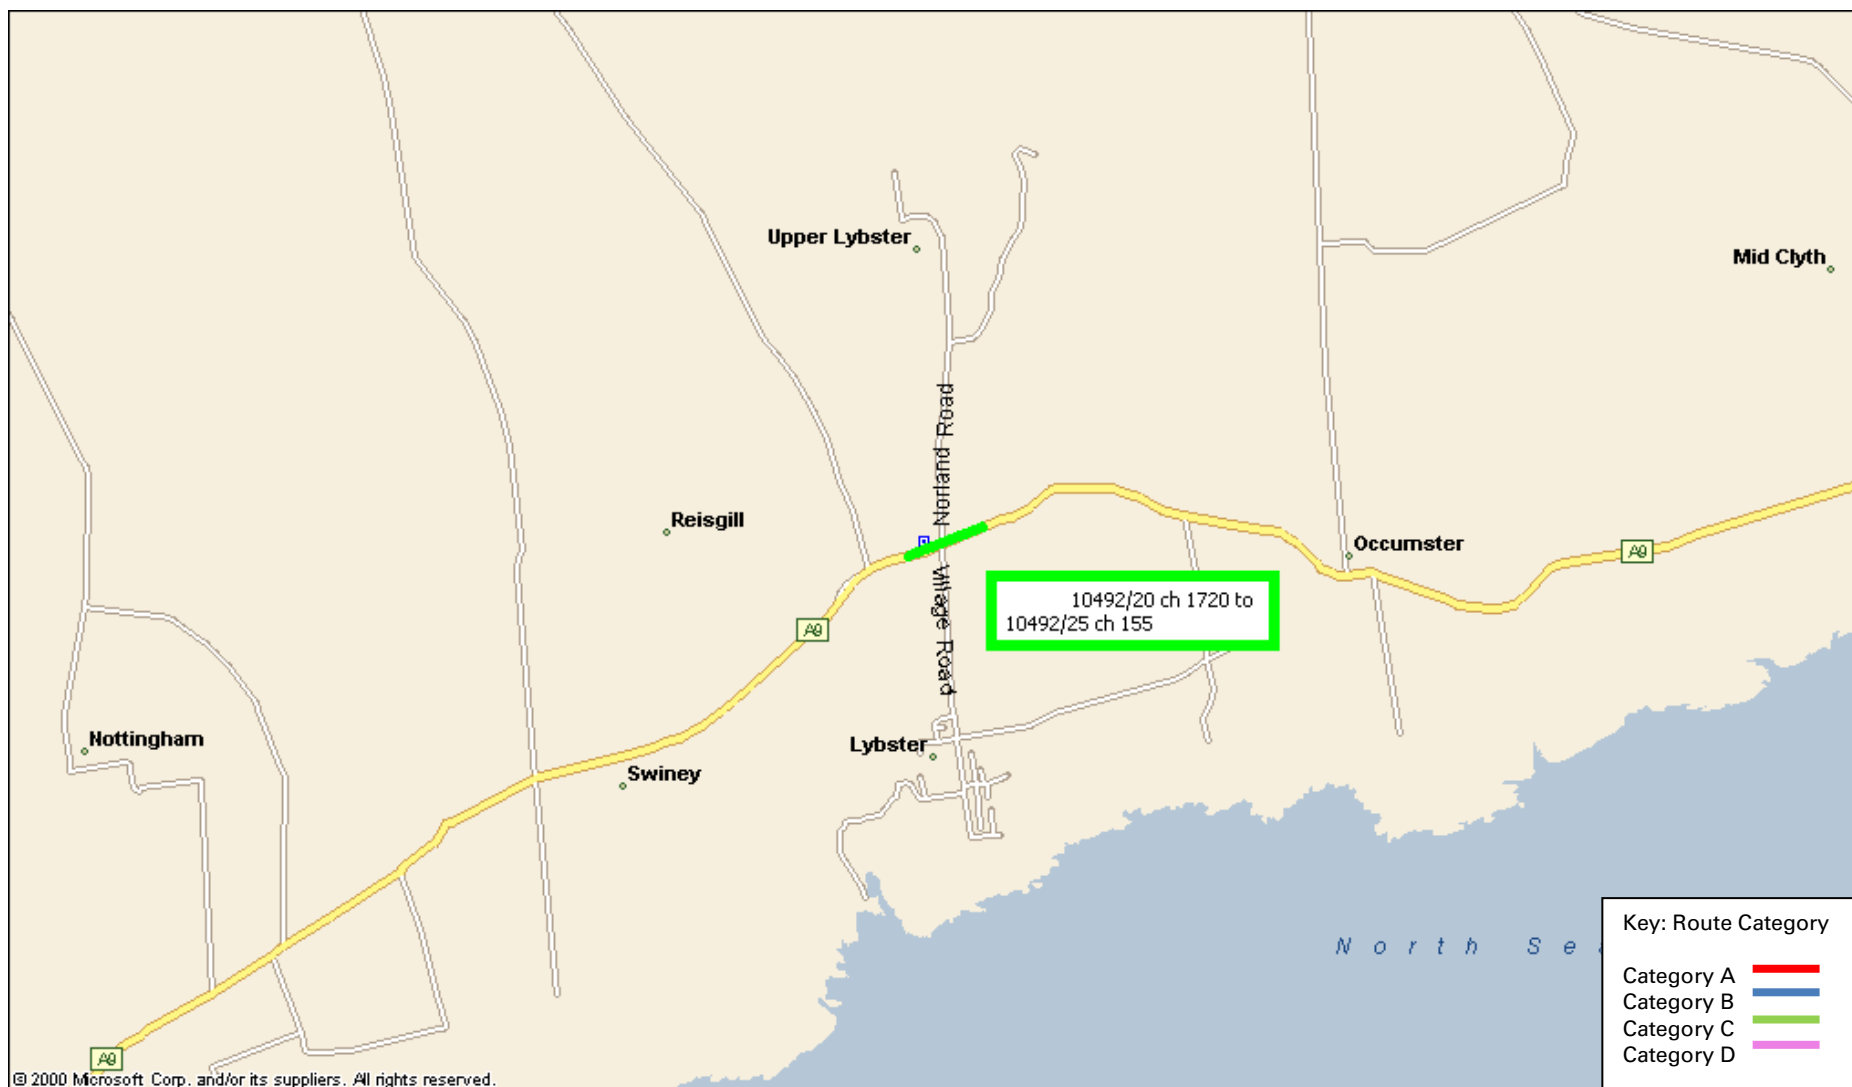 Upper Lybster
Mid Clyth
Norland Road
Reisgill
Occumster
A9
10492/20 ch 1720 to
10492/25 ch 155
Village Road
A9
Nottingham
Lybster
Swiney
Key: Route Category
North Sea
Category A
Category B
Category C
Category D
A9
© 2000 Microsoft Corp. and/or its suppliers. All rights reserved.